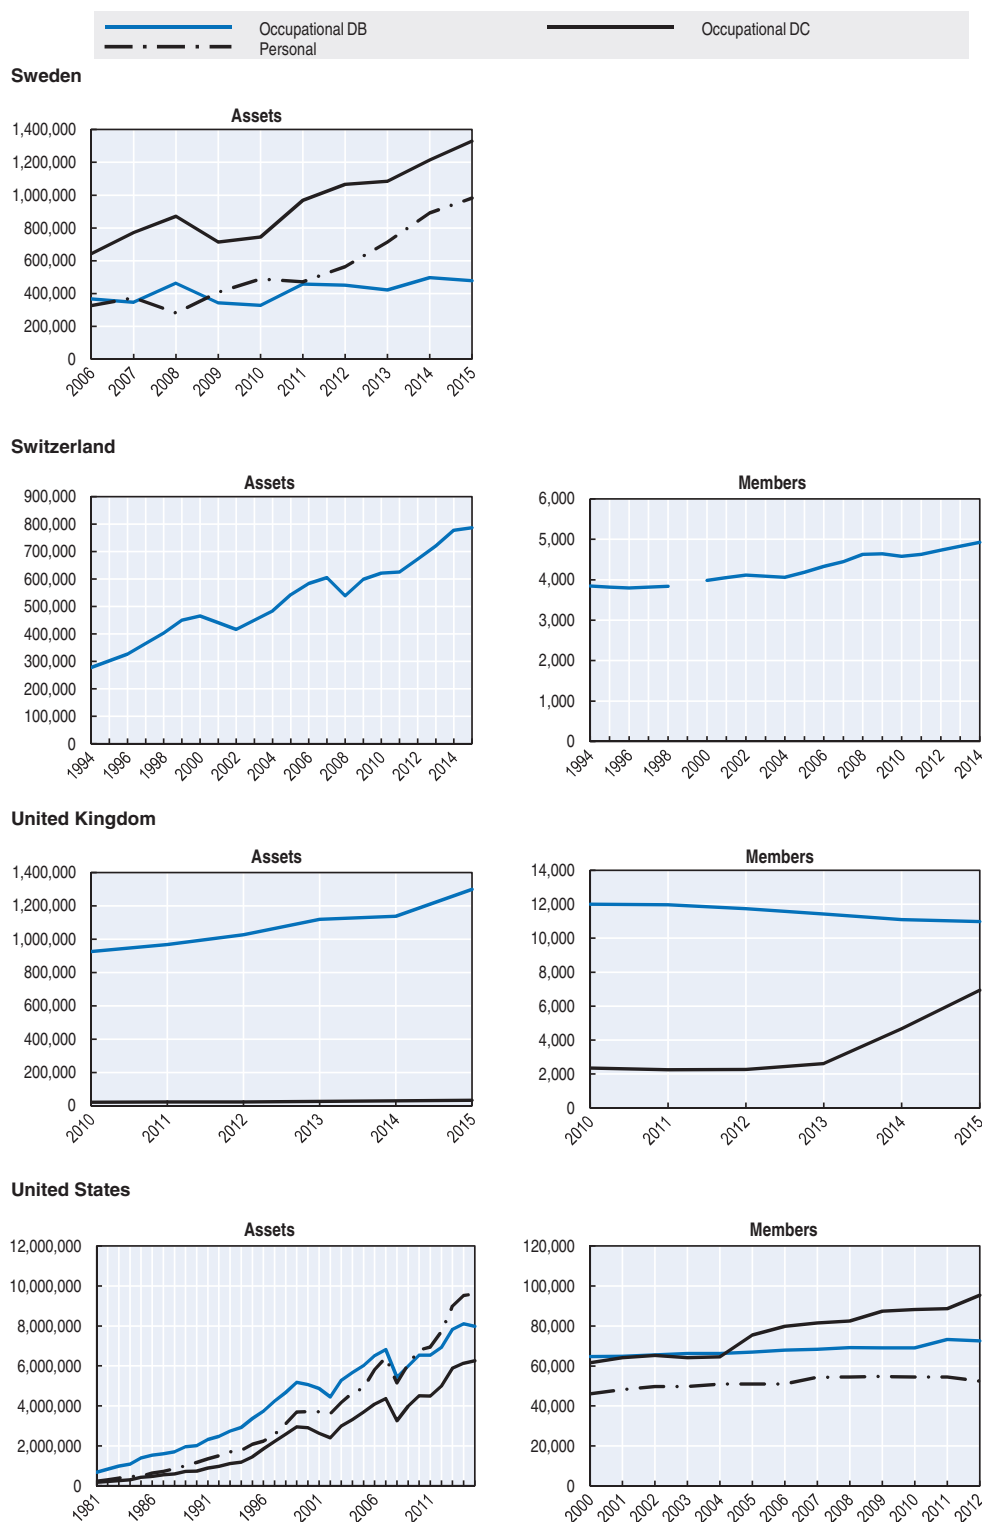 Occupational DB
Occupational DC
Personal
Sweden
Assets
1,400,000
1,200,000
1,000,000
800,000
600,000
400,000
200,000
0
2006 2007 2008 2009 2010 2011 2012 2013 2014 2015
Switzerland
Assets
900,000
800,000
700,000
600,000
500,000
400,000
300,000
200,000
100,000
0
1994 1996 1998 2000 2002 2004 2006 2008 2010 2012 2014
Members
6,000
5,000
4,000
3,000
2,000
1,000
0
1994 1996 1998 2000 2002 2004 2006 2008 2010 2012 2014
United Kingdom
Assets
1,400,000
1,200,000
1,000,000
800,000
600,000
400,000
200,000
0
2010 2011 2012 2013 2014 2015
Members
14,000
12,000
10,000
8,000
6,000
4,000
2,000
0
2010 2011 2012 2013 2014 2015
United States
Assets
12,000,000
10,000,000
8,000,000
6,000,000
4,000,000
2,000,000
0
1981 1986 1991 1996 2001 2006 2011
Members
120,000
100,000
80,000
60,000
40,000
20,000
0
2000 2001 2002 2003 2004 2005 2006 2007 2008 2009 2010 2011 2012